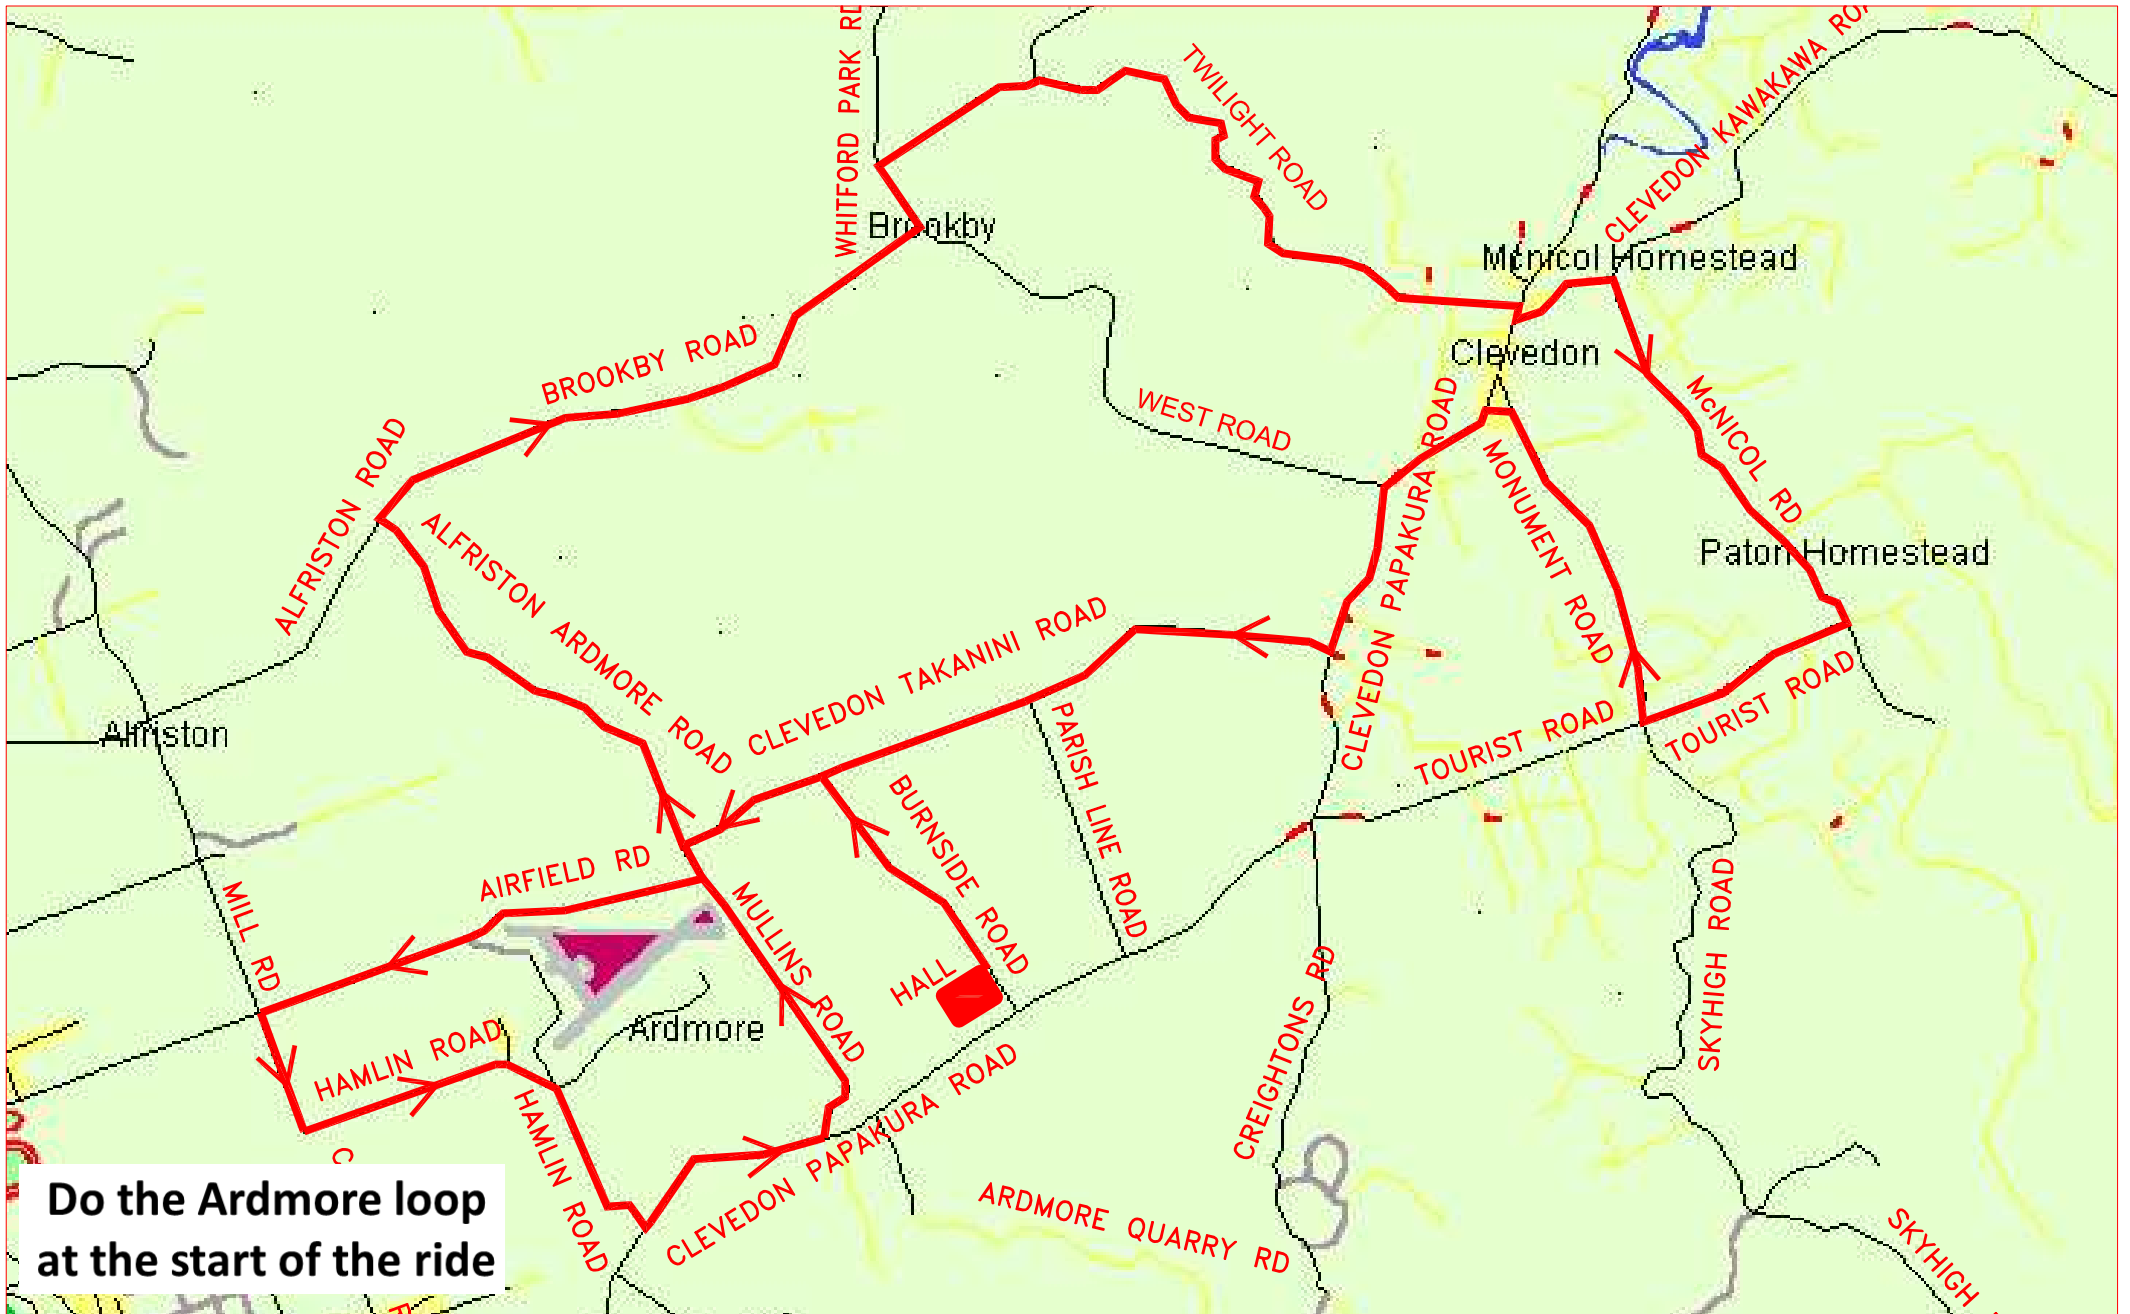 WHITFORD PARK RD
TWILIGHT ROAD
CLEVEDON KAWAKAWA
Brookby
Mcnicol Homestead
BROOKBY ROAD
Clevedon
WEST ROAD
McNICOL RD
ALFRISTON ROAD
CLEVEDON PAPAKURA ROAD
MONUMENT ROAD
Paton Homestead
ALFRISTON ARDMORE ROAD
CLEVEDON TAKANINI ROAD
Alfriston
PARISH LINE ROAD
TOURIST ROAD
TOURIST ROAD
AIRFIELD RD
BURNSIDE ROAD
MULLINS ROAD
MILL RD
HALL
SKYHIGH ROAD
CREIGHTONS RD
HAMLIN ROAD
Ardmore
HAMLIN ROAD
CLEVEDON PAPAKURA ROAD
ARDMORE QUARRY RD
SKYHIGH
Do the Ardmore loop
at the start of the ride